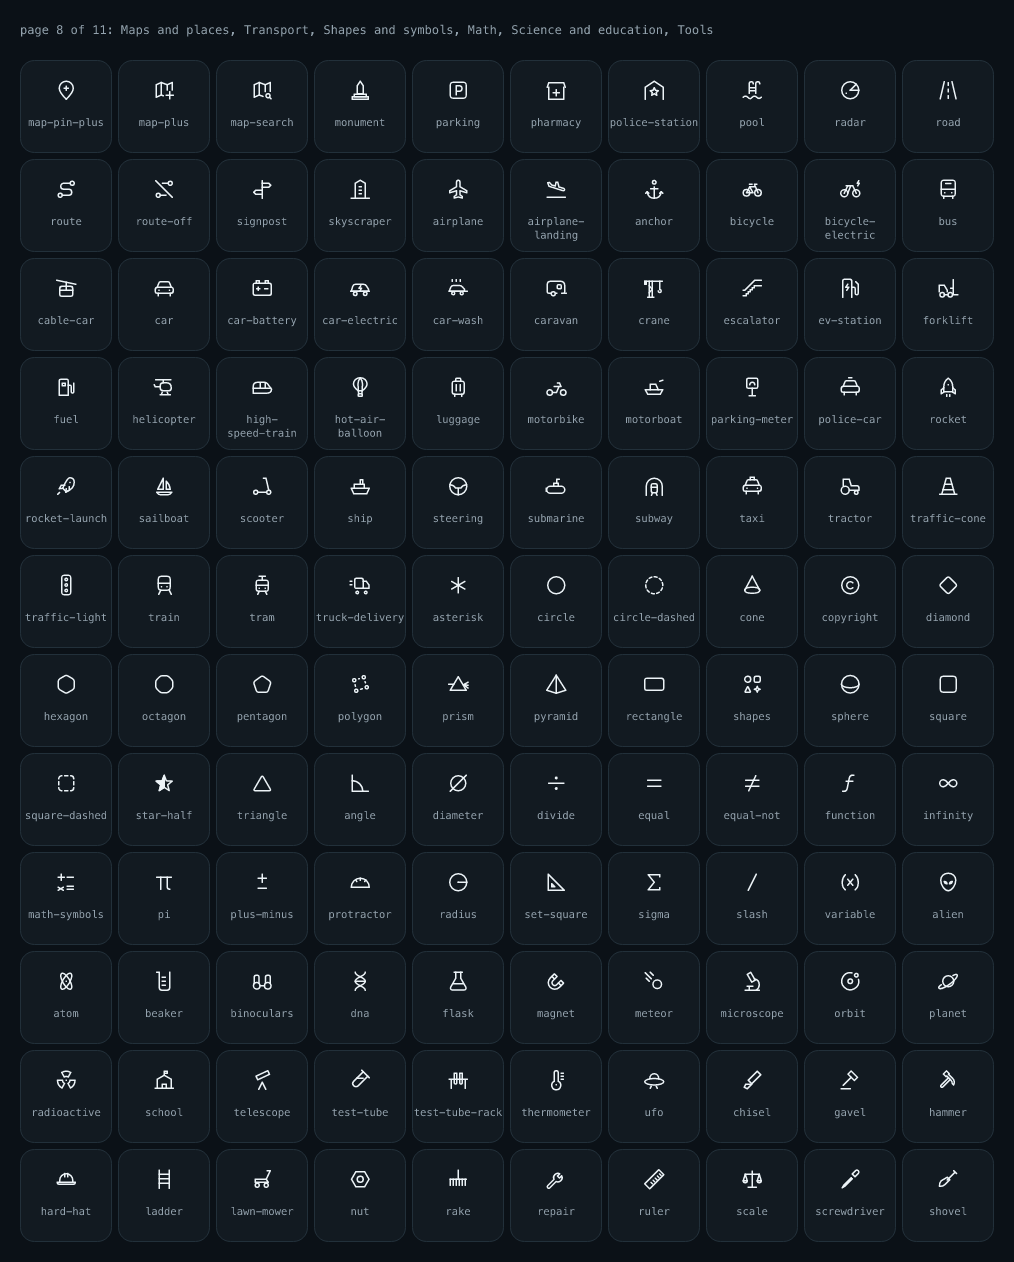 page 8 of 11: Maps and places, Transport, Shapes and symbols, Math, Science and education, Tools
map-pin-plus map-plus map-search monument parking pharmacy police-station pool radar road
route route-off signpost skyscraper airplane airplane- anchor bicycle bicycle- bus
landing electric
cable-car car car-battery car-electric car-wash caravan crane escalator ev-station forklift
fuel helicopter high- hot-air- luggage motorbike motorboat parking-meter police-car rocket
speed-train balloon
rocket-launch sailboat scooter ship steering submarine subway taxi tractor traffic-cone
traffic-light train tram truck-delivery asterisk circle circle-dashed cone copyright diamond
hexagon octagon pentagon polygon prism pyramid rectangle shapes sphere square
square-dashed star-half triangle angle diameter divide equal equal-not function infinity
math-symbols pi plus-minus protractor radius set-square sigma slash variable alien
atom beaker binoculars dna flask magnet meteor microscope orbit planet
radioactive school telescope test-tube test-tube-rack thermometer ufo chisel gavel hammer
hard-hat ladder lawn-mower nut rake repair ruler scale screwdriver shovel